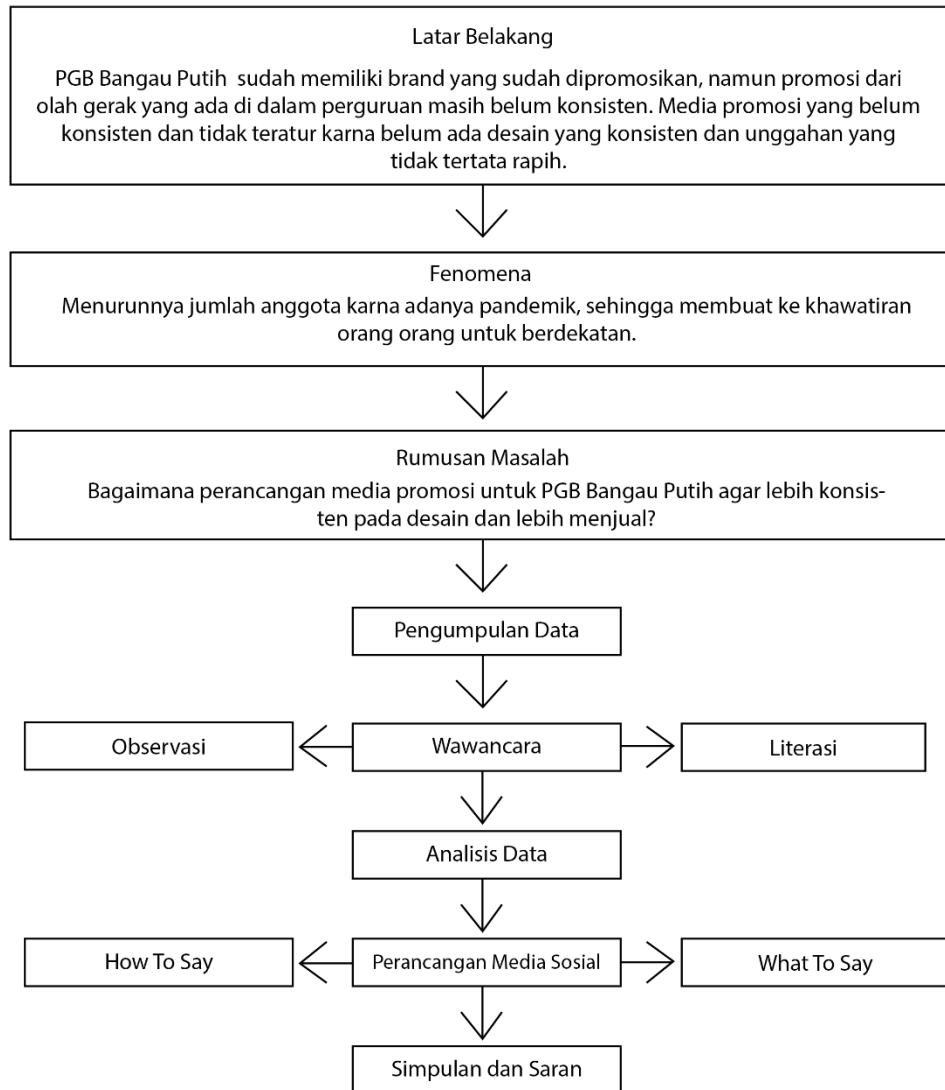 Latar Belakang
PGB Bangau Putih sudah memiliki brand yang sudah dipromosikan, namun promosi dari
olah gerak yang ada di dalam perguruan masih belum konsisten. Media promosi yang belum
konsisten dan tidak teratur karna belum ada desain yang konsisten dan unggahan yang
tidak tertata rapih.
Fenomena
Menurunnya jumlah anggota karna adanya pandemik, sehingga membuat ke khawatiran
orang orang untuk berdekatan.
Rumusan Masalah
Bagaimana perancangan media promosi untuk PGB Bangau Putih agar lebih konsis-
ten pada desain dan lebih menjual?
Pengumpulan Data
Observasi
Wawancara
Literasi
Analisis Data
How To Say
Perancangan Media Sosial
What To Say
Simpulan dan Saran